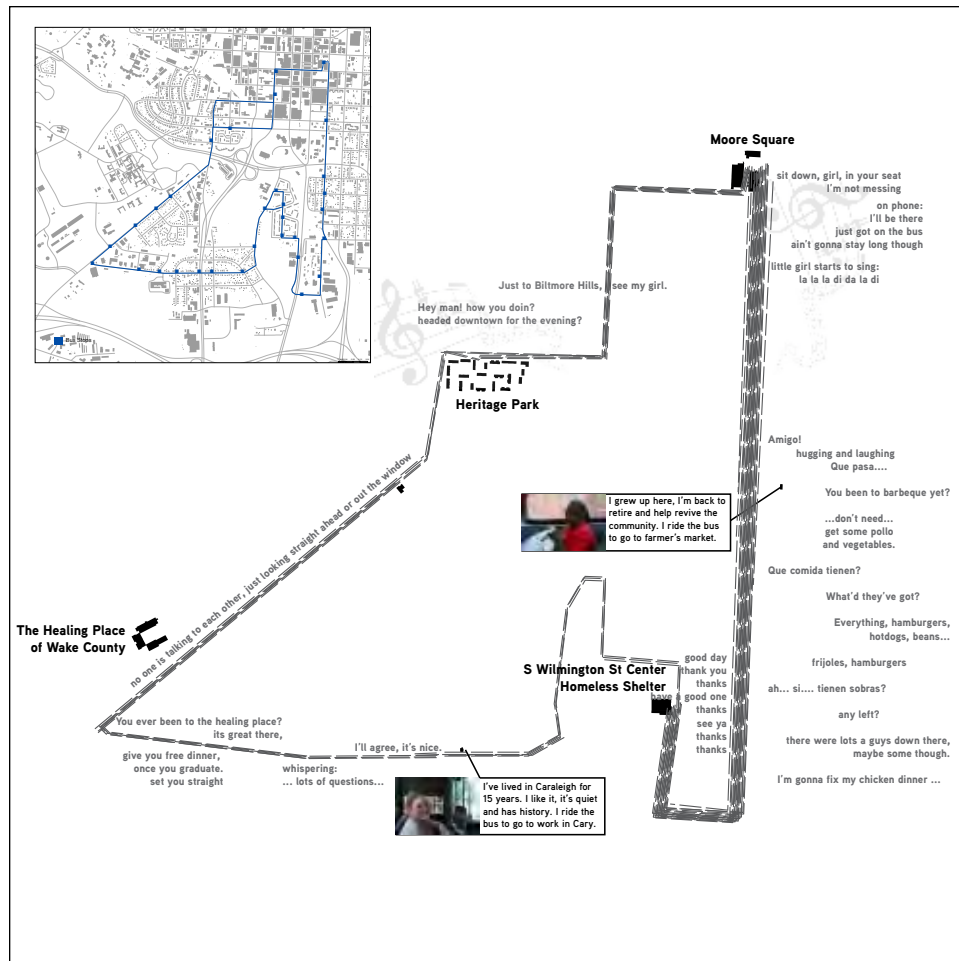 Bus Stops
Moore Square
sit down, girl, in your seat
I'm not messing
on phone:
I'll be there
just got on the bus
ain't gonna stay long though
little girl starts to sing:
la la la di da la di
Just to Biltmore Hills, see my girl.
Hey man! how you doin?
headed downtown for the evening?
Heritage Park
Amigo!
hugging and laughing
Que pasa....
You been to barbeque yet?
...don't need...
get some pollo
and vegetables.
I grew up here, I'm back to
retire and help revive the
community. I ride the bus
to go to farmer's market.
no one is talking to each other, just looking straight ahead or out the window
Que comida tienen?
What'd they've got?
Everything, hamburgers,
hotdogs, beans...
frijoles, hamburgers
ah... si.... tienen sobras?
any left?
there were lots a guys down there,
maybe some though.
I'm gonna fix my chicken dinner ...
The Healing Place
of Wake County
S Wilmington St Center
Homeless Shelter
good day
thank you
thanks
have a good one
thanks
see ya
thanks
thanks
You ever been to the healing place?
its great there,
give you free dinner,
once you graduate.
set you straight
whispering:
... lots of questions...
I'll agree, it's nice.
I've lived in Caraleigh for
15 years. I like it, it's quiet
and has history. I ride the
bus to go to work in Cary.